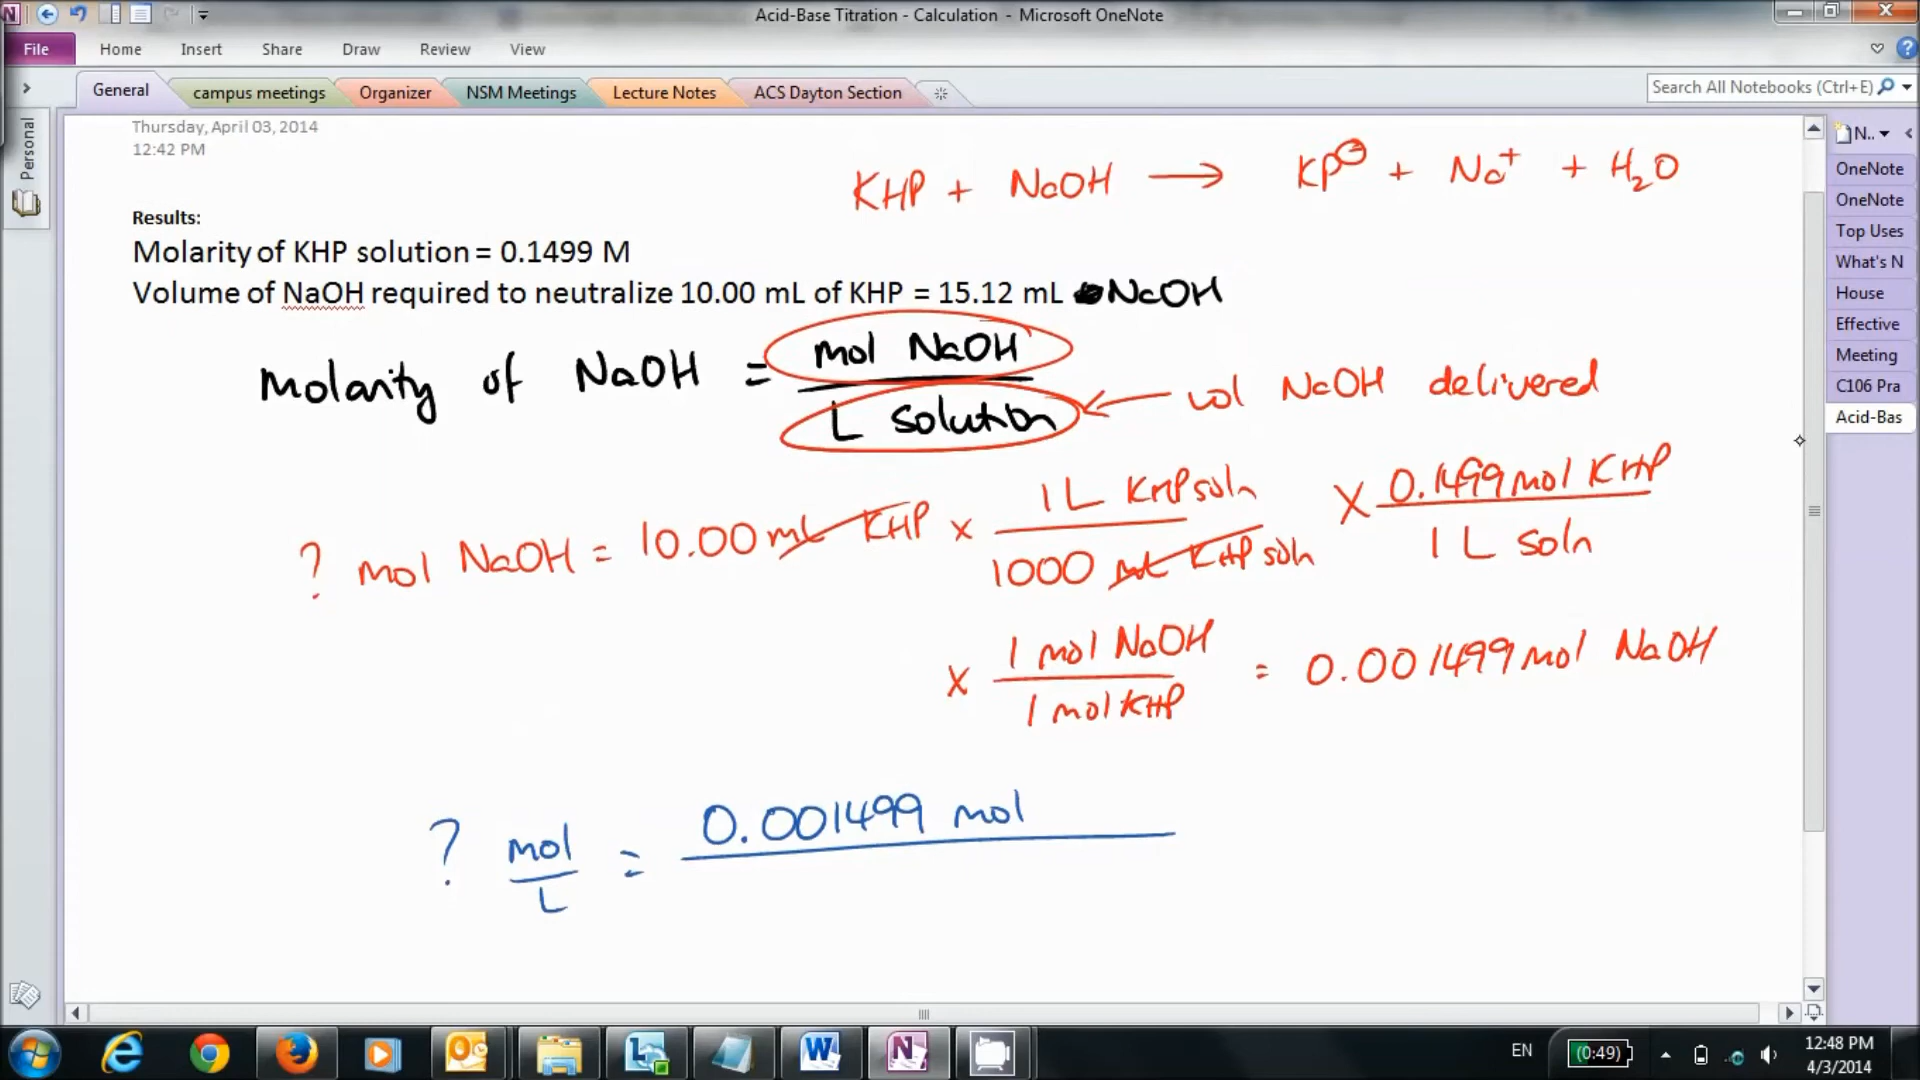 Acid-Base Titration - Calculation - Microsoft OneNote
File Home Insert Share Draw Review View
General campus meetings Organizer NSM Meetings Lecture Notes ACS Dayton Section
Search All Notebooks (Ctrl+E)
Personal
N..
OneNote
OneNote
Top Uses
What's N
House
Effective
Meeting
C106 Pra
Acid-Bas
Thursday, April 03, 2014
12:42 PM
KHP + NaOH → KP⊖ + Na⁺ + H₂O
Results:
Molarity of KHP solution = 0.1499 M
Volume of NaOH required to neutralize 10.00 mL of KHP = 15.12 mL NaOH
Molarity of NaOH = mol NaOH
L solution ← vol NaOH delivered
? mol NaOH = 10.00 mL KHP × 1 L KHP soln × 0.1499 mol KHP
1000 mL KHP soln 1 L soln
× 1 mol NaOH = 0.001499 mol NaOH
1 mol KHP
? mol = 0.001499 mol
L
EN (0:49) 12:48 PM
4/3/2014